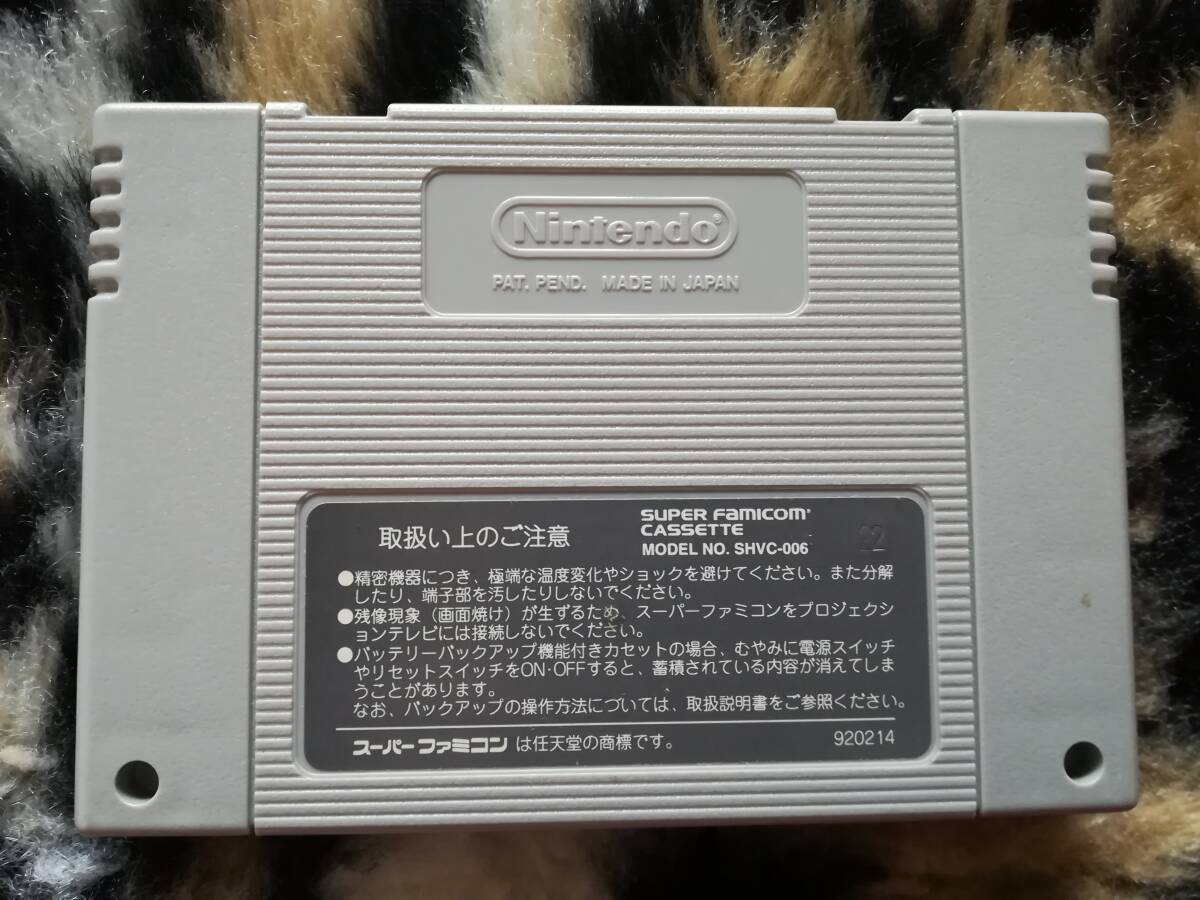 Nintendo®
PAT. PEND. MADE IN JAPAN
取扱い上のご注意
SUPER FAMICOM®
CASSETTE
MODEL NO. SHVC-006
22
●精密機器につき、極端な温度変化やショックを避けてください。また分解
したり、端子部を汚したりしないでください。
●残像現象（画面焼け）が生ずるため、スーパーファミコンをプロジェクシ
ョンテレビには接続しないでください。
●バッテリーバックアップ機能付きカセットの場合、むやみに電源スイッチ
やリセットスイッチをON・OFFすると、蓄積されている内容が消えてしま
うことがあります。
なお、バックアップの操作方法については、取扱説明書をご参照ください。
スーパーファミコンは任天堂の商標です。
920214